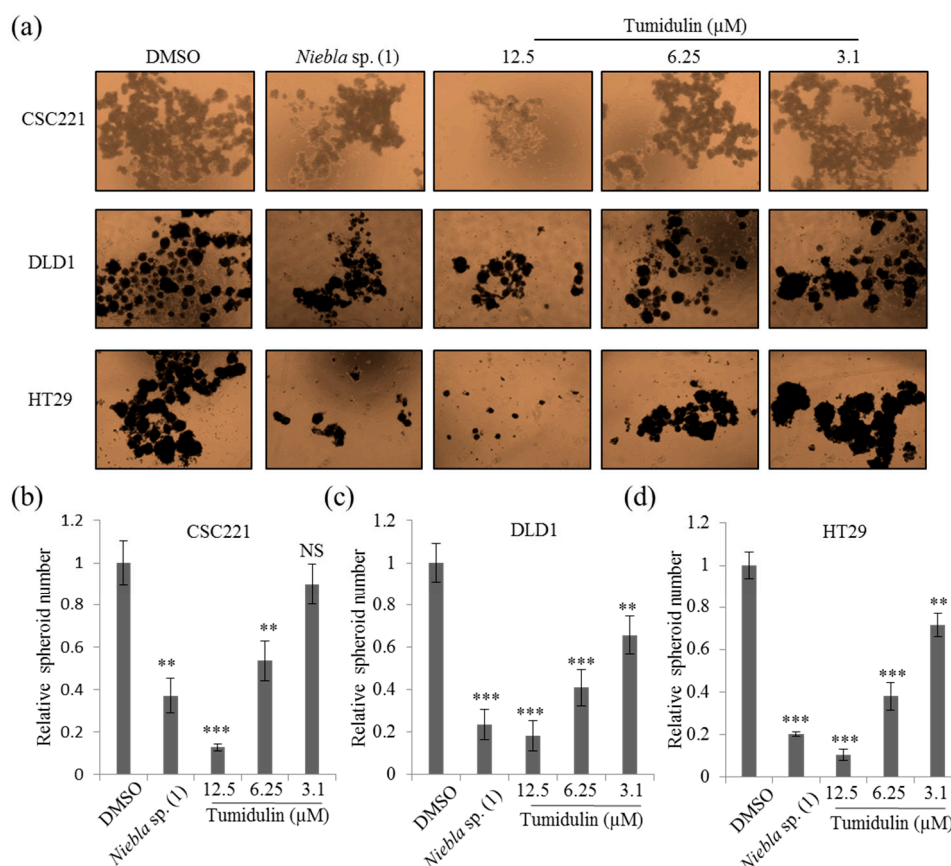 (a)
Tumidulin (µM)
DMSO Niebla sp. (1) 12.5 6.25 3.1
CSC221
DLD1
HT29
(b)
CSC221
Relative spheroid number
1.2
1
0.8
0.6
0.4
0.2
0
**
***
**
NS
DMSO
Niebla sp. (1)
12.5 6.25 3.1
Tumidulin (µM)
(c)
DLD1
Relative spheroid number
1.2
1
0.8
0.6
0.4
0.2
0
***
***
***
**
DMSO
Niebla sp. (1)
12.5 6.25 3.1
Tumidulin (µM)
(d)
HT29
Relative spheroid number
1.2
1
0.8
0.6
0.4
0.2
0
***
***
***
**
DMSO
Niebla sp. (1)
12.5 6.25 3.1
Tumidulin (µM)